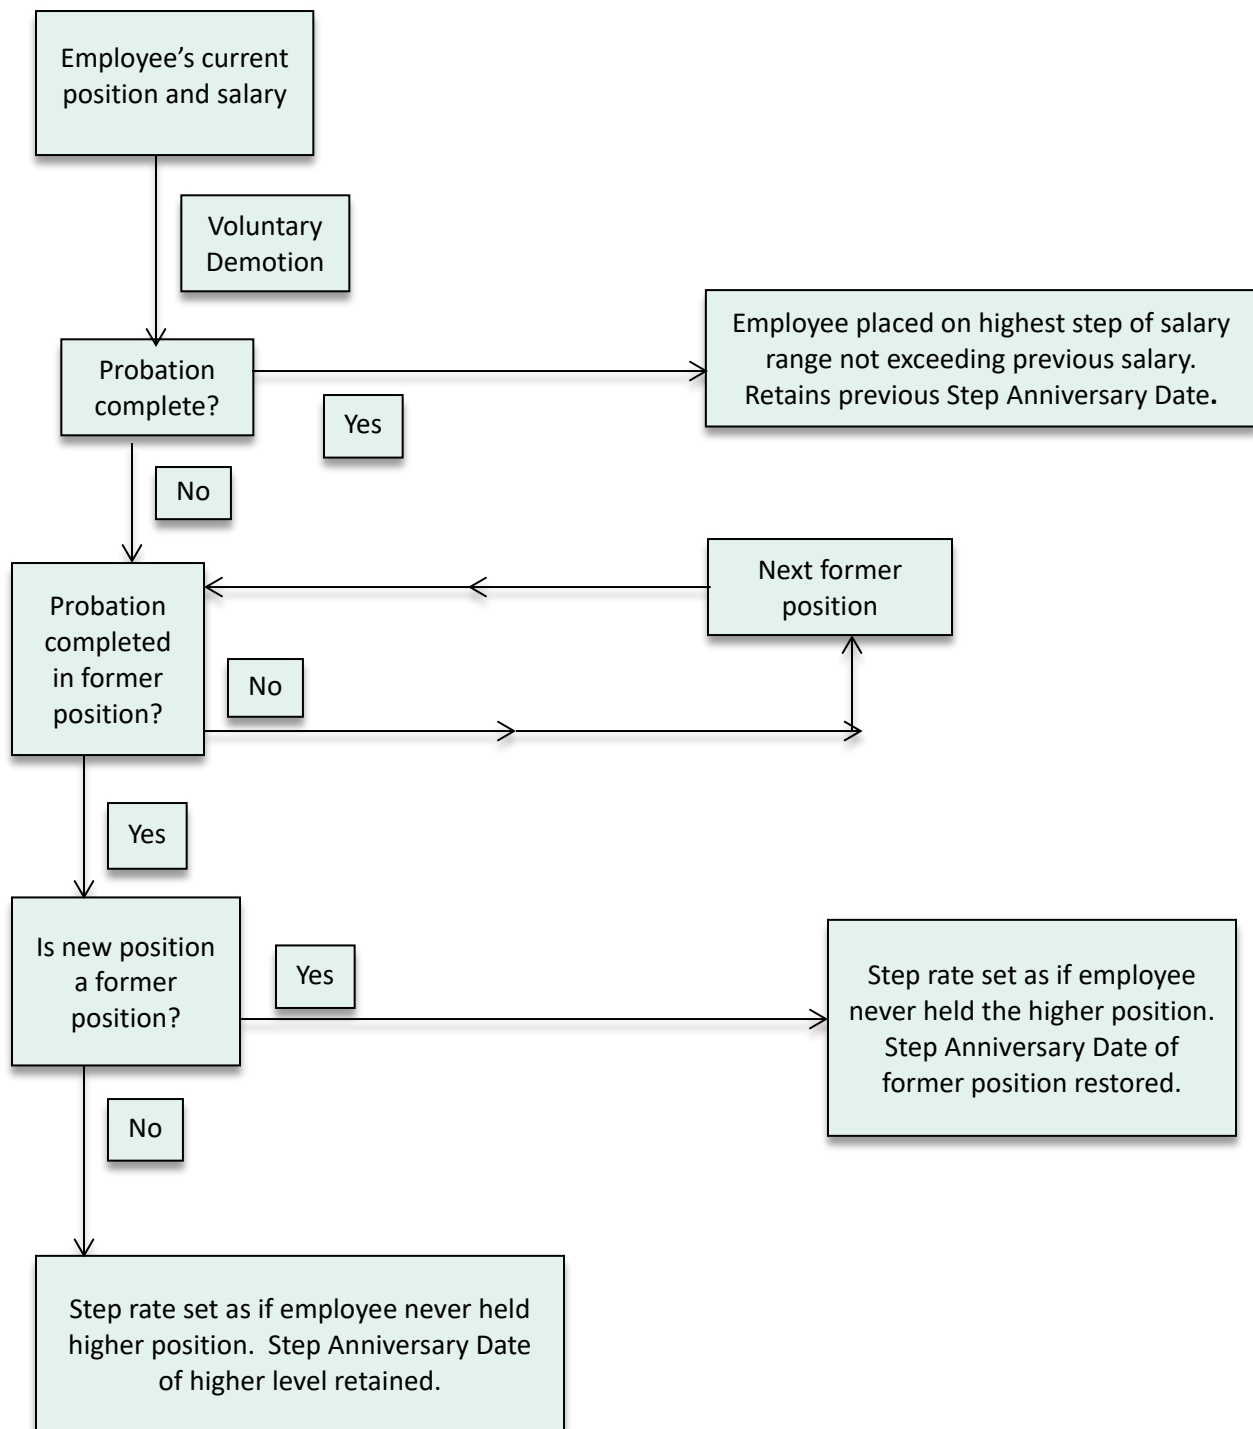 Employee’s current
position and salary
Voluntary
Demotion
Employee placed on highest step of salary
range not exceeding previous salary.
Retains previous Step Anniversary Date.
Probation
complete?
Yes
No
Next former
position
Probation
completed
in former
position?
No
Yes
Is new position
a former
position?
Yes
Step rate set as if employee
never held the higher position.
Step Anniversary Date of
former position restored.
No
Step rate set as if employee never held
higher position.  Step Anniversary Date
of higher level retained.